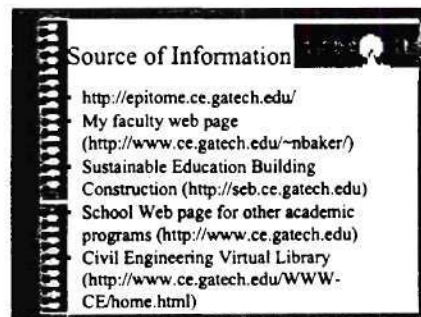 Source of Information
http://epitome.ce.gatech.edu/
My faculty web page
(http://www.ce.gatech.edu/~nbaker/)
Sustainable Education Building
Construction (http://seb.ce.gatech.edu)
School Web page for other academic
programs (http://www.ce.gatech.edu)
Civil Engineering Virtual Library
(http://www.ce.gatech.edu/WWW-
CE/home.html)